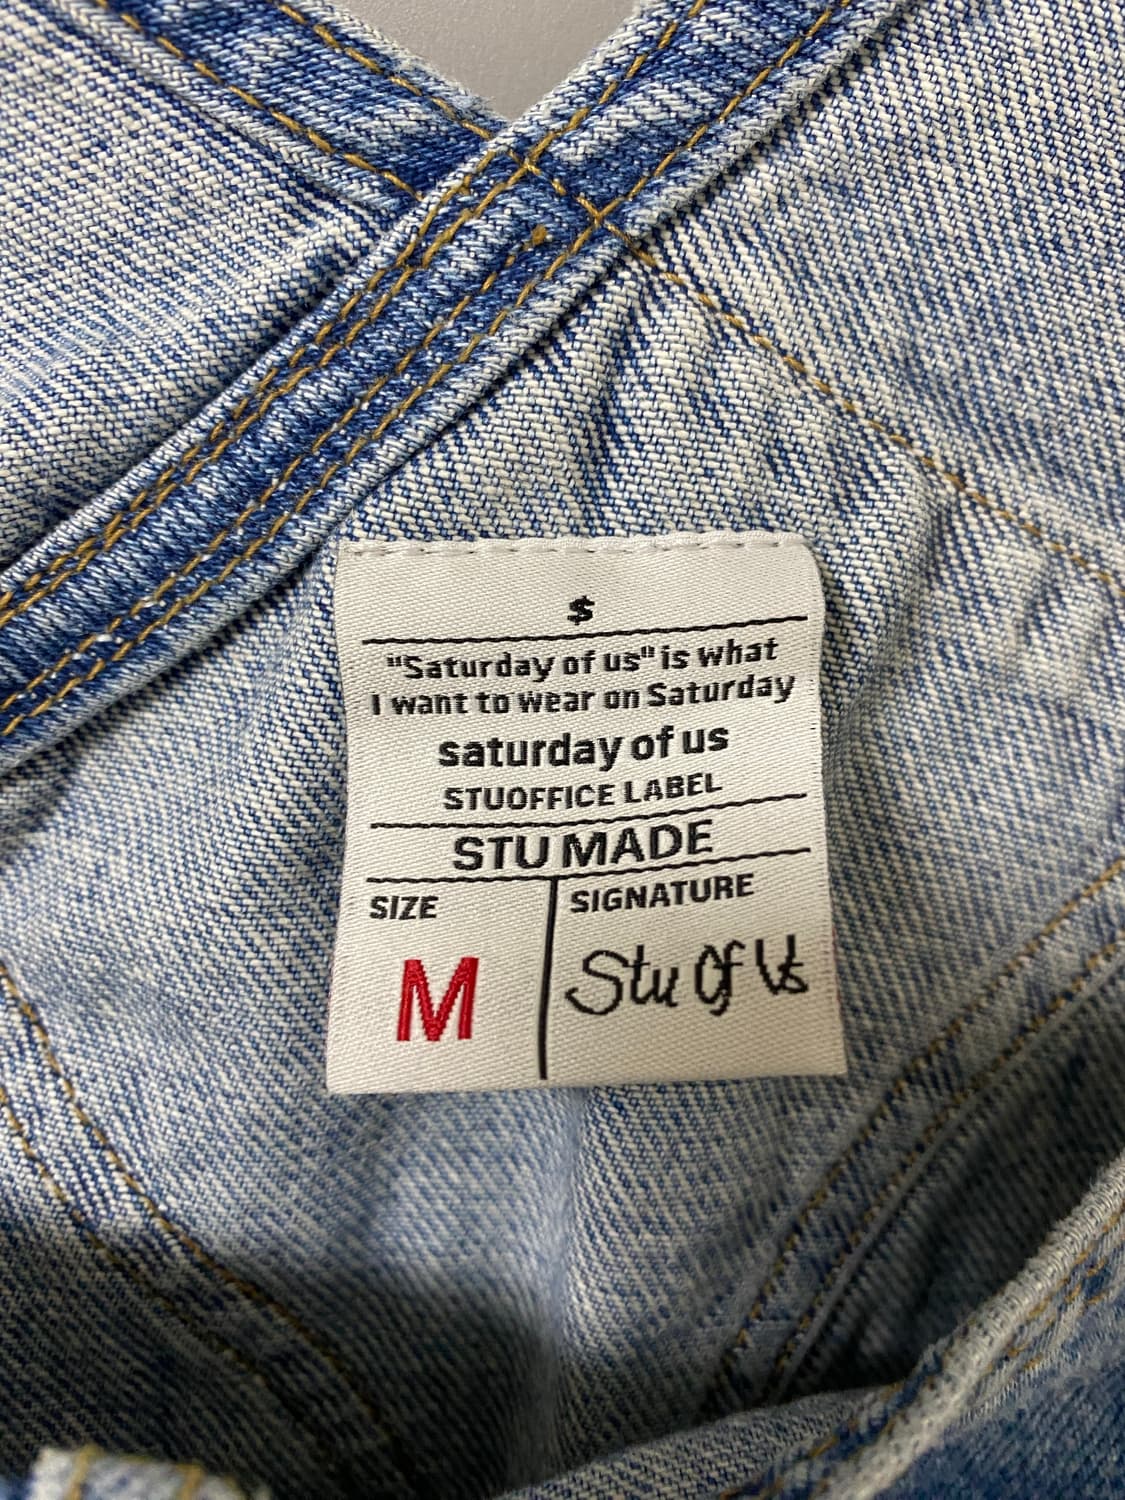 $
"Saturday of us" is what
I want to wear on Saturday
saturday of us
STUOFFICE LABEL
STU MADE
SIZE
M
SIGNATURE
Stu Of Us